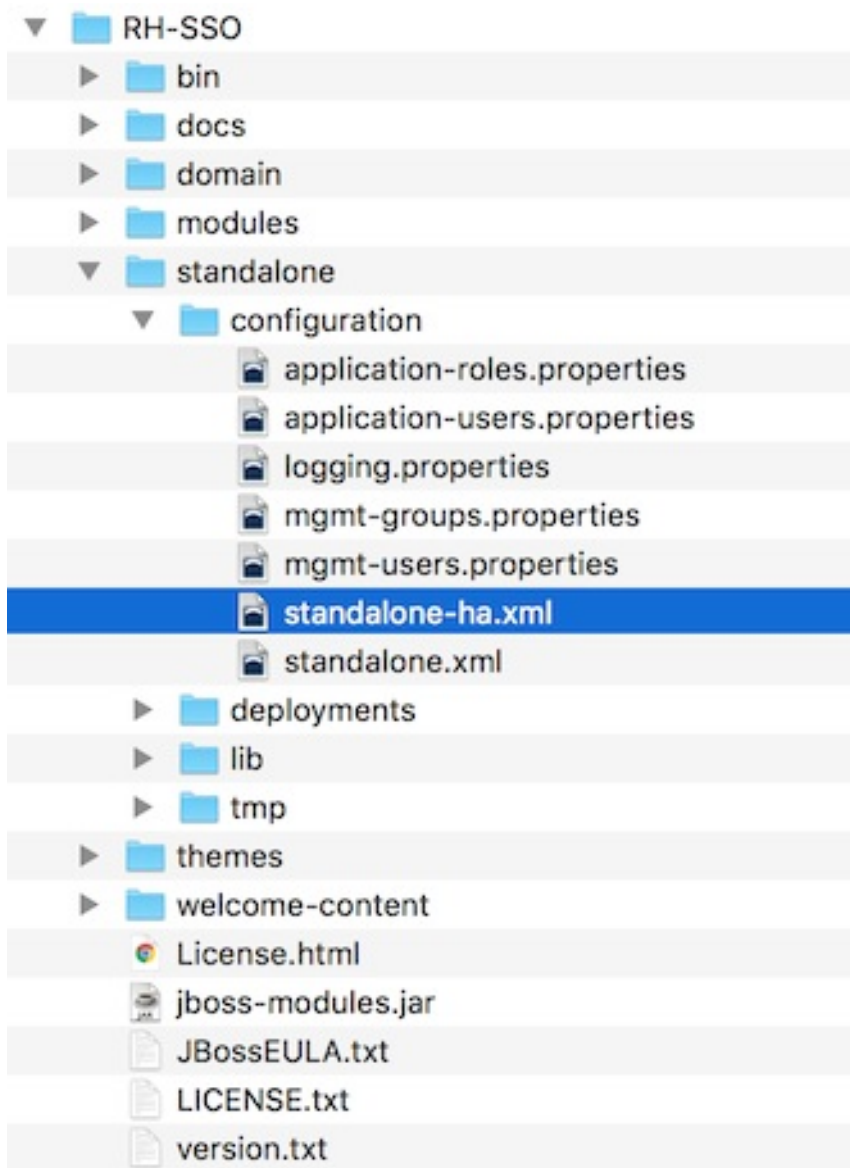 RH-SSO
bin
docs
domain
modules
standalone
configuration
application-roles.properties
application-users.properties
logging.properties
mgmt-groups.properties
mgmt-users.properties
standalone-ha.xml
standalone.xml
deployments
lib
tmp
themes
welcome-content
License.html
jboss-modules.jar
JBossEULA.txt
LICENSE.txt
version.txt